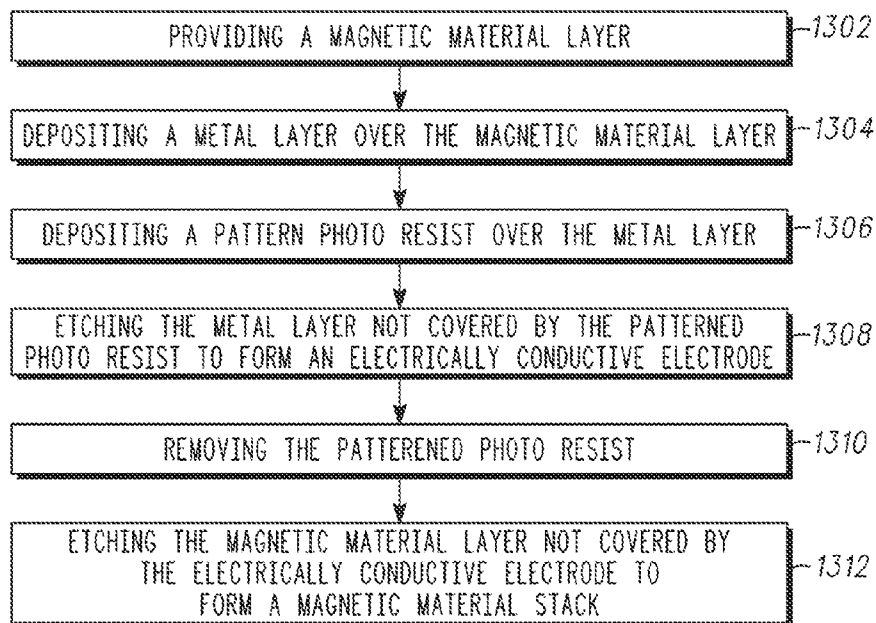 PROVIDING A MAGNETIC MATERIAL LAYER
1302
DEPOSITING A METAL LAYER OVER THE MAGNETIC MATERIAL LAYER
1304
DEPOSITING A PATTERN PHOTO RESIST OVER THE METAL LAYER
1306
ETCHING THE METAL LAYER NOT COVERED BY THE PATTERNED
PHOTO RESIST TO FORM AN ELECTRICALLY CONDUCTIVE ELECTRODE
1308
REMOVING THE PATTERENED PHOTO RESIST
1310
ETCHING THE MAGNETIC MATERIAL LAYER NOT COVERED BY
THE ELECTRICALLY CONDUCTIVE ELECTRODE TO
FORM A MAGNETIC MATERIAL STACK
1312